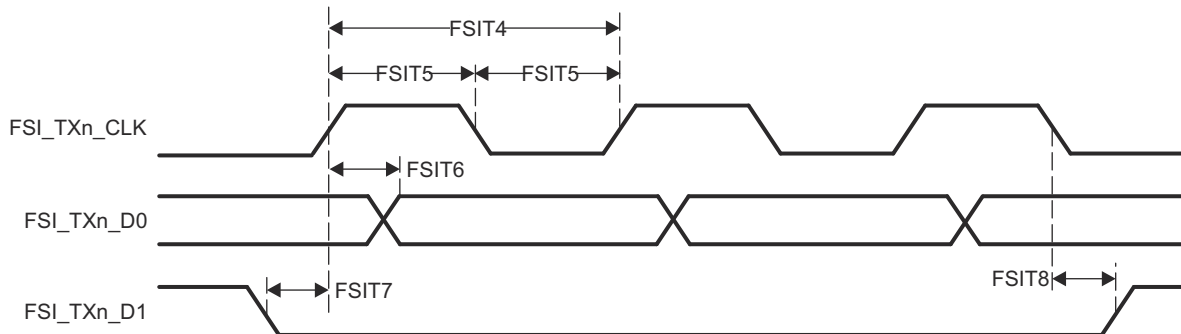 FSIT4
FSIT5
FSIT5
FSI_TXn_CLK
FSIT6
FSI_TXn_D0
FSIT7
FSIT8
FSI_TXn_D1